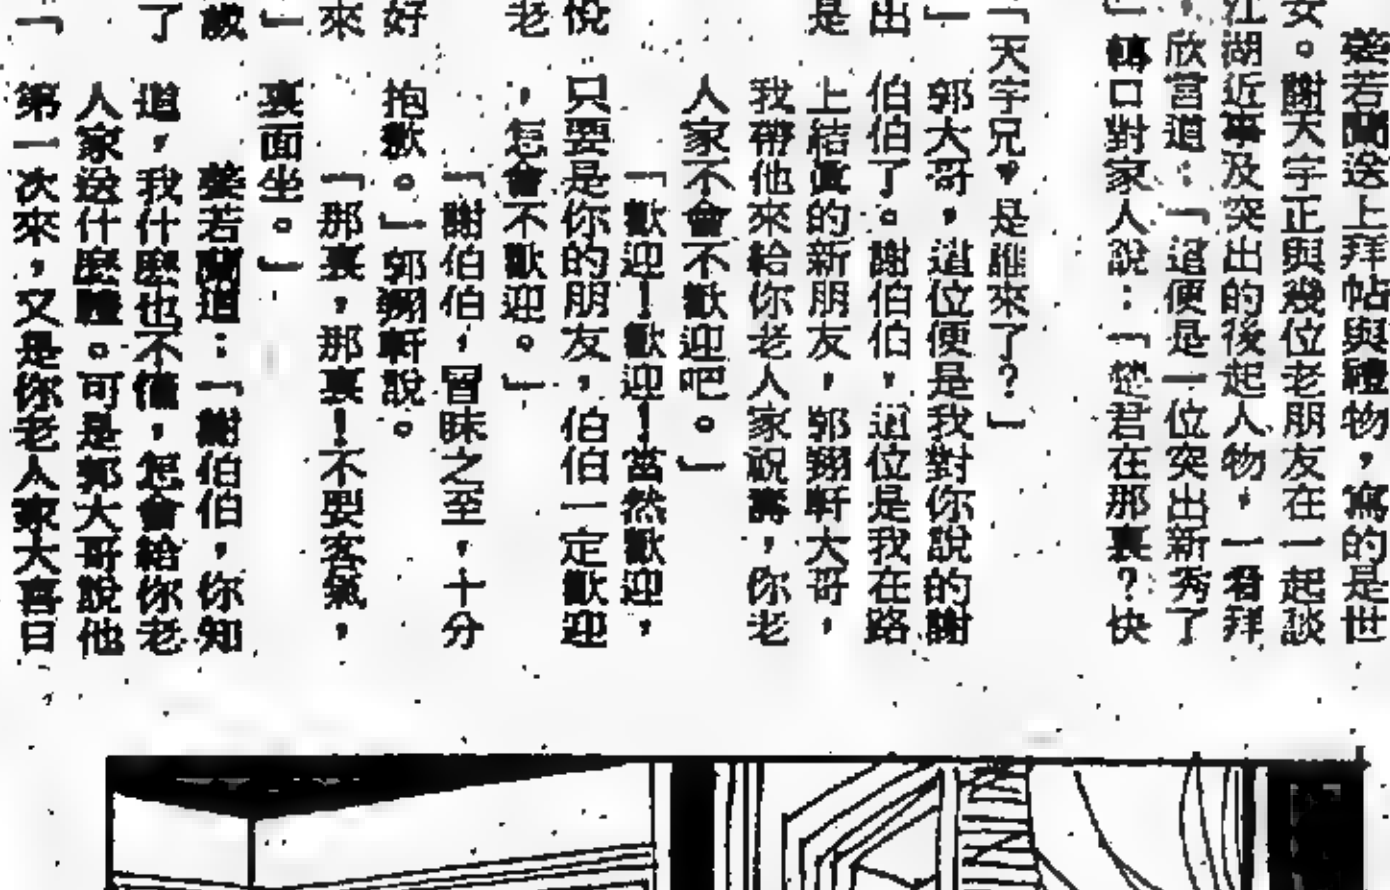 葉若蘭送上拜帖與禮物，寫的是世
安。謝天宇正與幾位老朋友在一起談
江湖近事及突出的後起人物，一看拜
，欣喜道：「這便是一位突出新秀了
」轉口對家人說：「楚君在那裏？快
「天宇兄，是誰來了？」
」
出
是
悅
老
好
來
」
誠
了
「
郭大哥，這位便是我對你說的謝
伯伯了。謝伯伯，這位是我在路
上結真的新朋友，郭翔軒大哥，
我帶他來給你老人家祝壽，你老
人家不會不歡迎吧。」
「歡迎！歡迎！當然歡迎，
只要是你的朋友，伯伯一定歡迎
，怎會不歡迎。」
「謝伯伯，冒昧之至，十分
抱歉。」郭翔軒說。
「那裏，那裏！不要客氣，
裏面坐。」
葉若蘭道：「謝伯伯，你知
道，我什麼也不懂，怎會給你老
人家送什麼禮。可是郭大哥說他
第一次來，又是你老人家大喜日